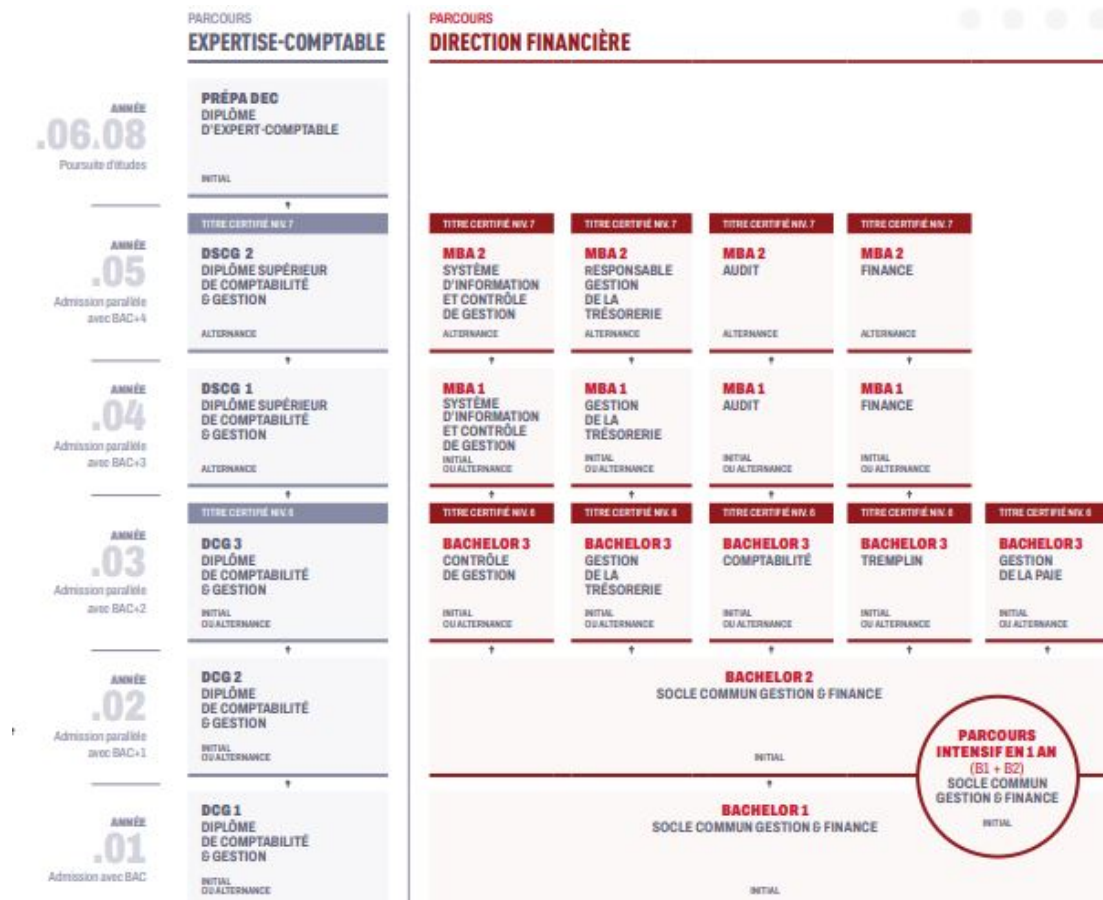 PARCOURS
EXPERTISE-COMPTABLE
PARCOURS
DIRECTION FINANCIÈRE
ANNÉE
.06.08
Poursuite d'études
PRÉPA DEC
DIPLÔME
D'EXPERT-COMPTABLE
INITIAL
ANNÉE
.05
Admission parallèle
avec BAC+4
TITRE CERTIFIÉ NIV. 7
DSCG 2
DIPLÔME SUPÉRIEUR
DE COMPTABILITÉ
& GESTION
ALTERNANCE
TITRE CERTIFIÉ NIV. 7
MBA 2
SYSTÈME
D'INFORMATION
ET CONTRÔLE
DE GESTION
ALTERNANCE
TITRE CERTIFIÉ NIV. 7
MBA 2
RESPONSABLE
GESTION
DE LA
TRÉSORERIE
ALTERNANCE
TITRE CERTIFIÉ NIV. 7
MBA 2
AUDIT
ALTERNANCE
TITRE CERTIFIÉ NIV. 7
MBA 2
FINANCE
ALTERNANCE
ANNÉE
.04
Admission parallèle
avec BAC+3
DSCG 1
DIPLÔME SUPÉRIEUR
DE COMPTABILITÉ
& GESTION
ALTERNANCE
MBA 1
SYSTÈME
D'INFORMATION
ET CONTRÔLE
DE GESTION
INITIAL
OU ALTERNANCE
MBA 1
GESTION
DE LA
TRÉSORERIE
INITIAL
OU ALTERNANCE
MBA 1
AUDIT
INITIAL
OU ALTERNANCE
MBA 1
FINANCE
INITIAL
OU ALTERNANCE
ANNÉE
.03
Admission parallèle
avec BAC+2
TITRE CERTIFIÉ NIV. 6
DCG 3
DIPLÔME
DE COMPTABILITÉ
& GESTION
INITIAL
OU ALTERNANCE
TITRE CERTIFIÉ NIV. 6
BACHELOR 3
CONTRÔLE
DE GESTION
INITIAL
OU ALTERNANCE
TITRE CERTIFIÉ NIV. 6
BACHELOR 3
GESTION
DE LA
TRÉSORERIE
INITIAL
OU ALTERNANCE
TITRE CERTIFIÉ NIV. 6
BACHELOR 3
COMPTABILITÉ
INITIAL
OU ALTERNANCE
TITRE CERTIFIÉ NIV. 6
BACHELOR 3
TREMPLIN
INITIAL
OU ALTERNANCE
TITRE CERTIFIÉ NIV. 6
BACHELOR 3
GESTION
DE LA PAIE
INITIAL
OU ALTERNANCE
ANNÉE
.02
Admission parallèle
avec BAC+1
DCG 2
DIPLÔME
DE COMPTABILITÉ
& GESTION
INITIAL
OU ALTERNANCE
BACHELOR 2
SOCLE COMMUN GESTION & FINANCE
INITIAL
PARCOURS
INTENSIF EN 1 AN
(B1 + B2)
SOCLE COMMUN
GESTION & FINANCE
INITIAL
ANNÉE
.01
Admission avec BAC
DCG 1
DIPLÔME
DE COMPTABILITÉ
& GESTION
INITIAL
OU ALTERNANCE
BACHELOR 1
SOCLE COMMUN GESTION & FINANCE
INITIAL